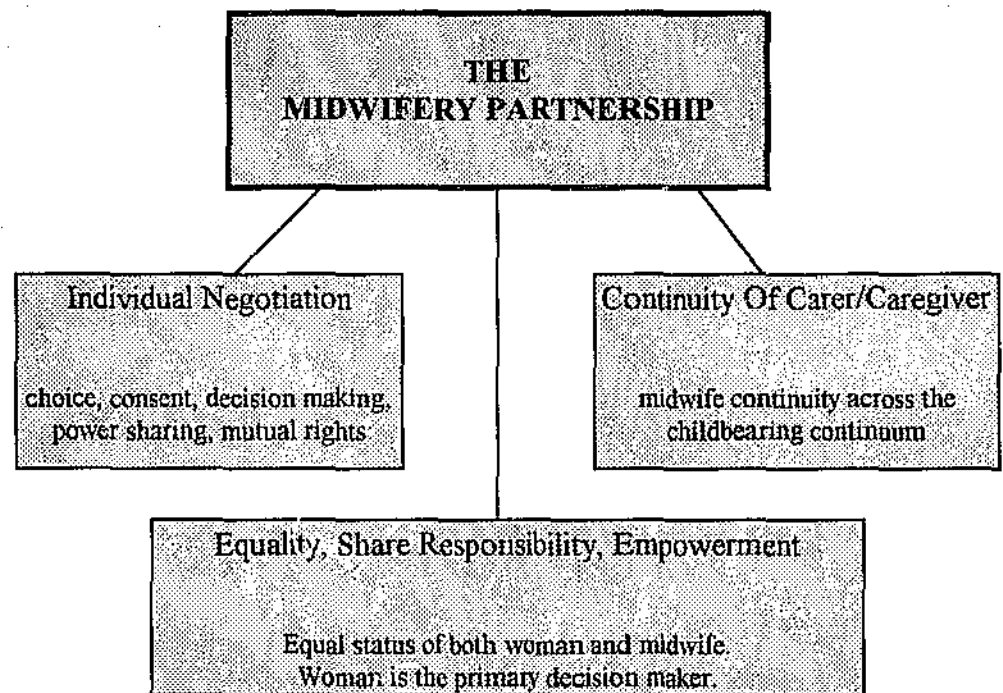 THE
MIDWIFERY PARTNERSHIP
Individual Negotiation
choice, consent, decision making,
power sharing, mutual rights
Continuity Of Carer/Caregiver
midwife continuity across the
childbearing continuum
Equality, Share Responsibility, Empowerment
Equal status of both woman and midwife.
Woman is the primary decision maker.